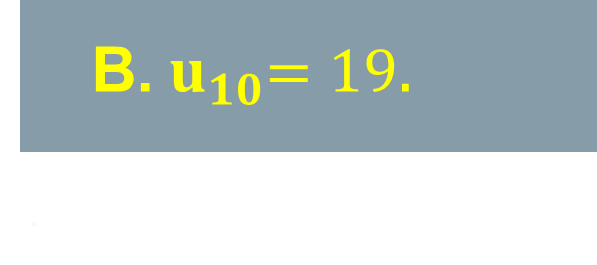 B. u₁₀= 19.